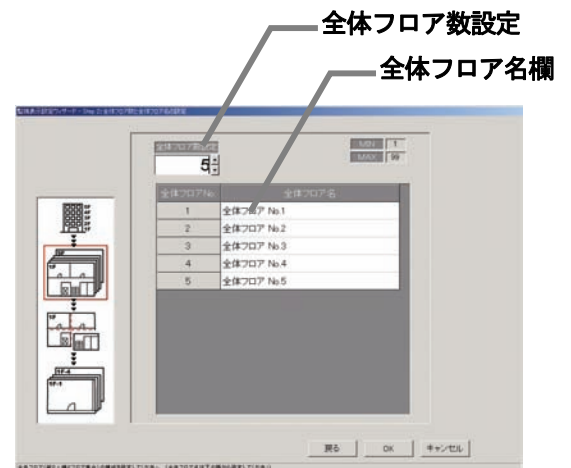 全体フロア数設定
全体フロア名欄
全体フロア数設定
MIN 1
5
MAX 99
全体フロアNo. 全体フロア名
1 全体フロア No.1
2 全体フロア No.2
3 全体フロア No.3
4 全体フロア No.4
5 全体フロア No.5
1F
1F
1F-4
1F-1
戻る OK キャンセル